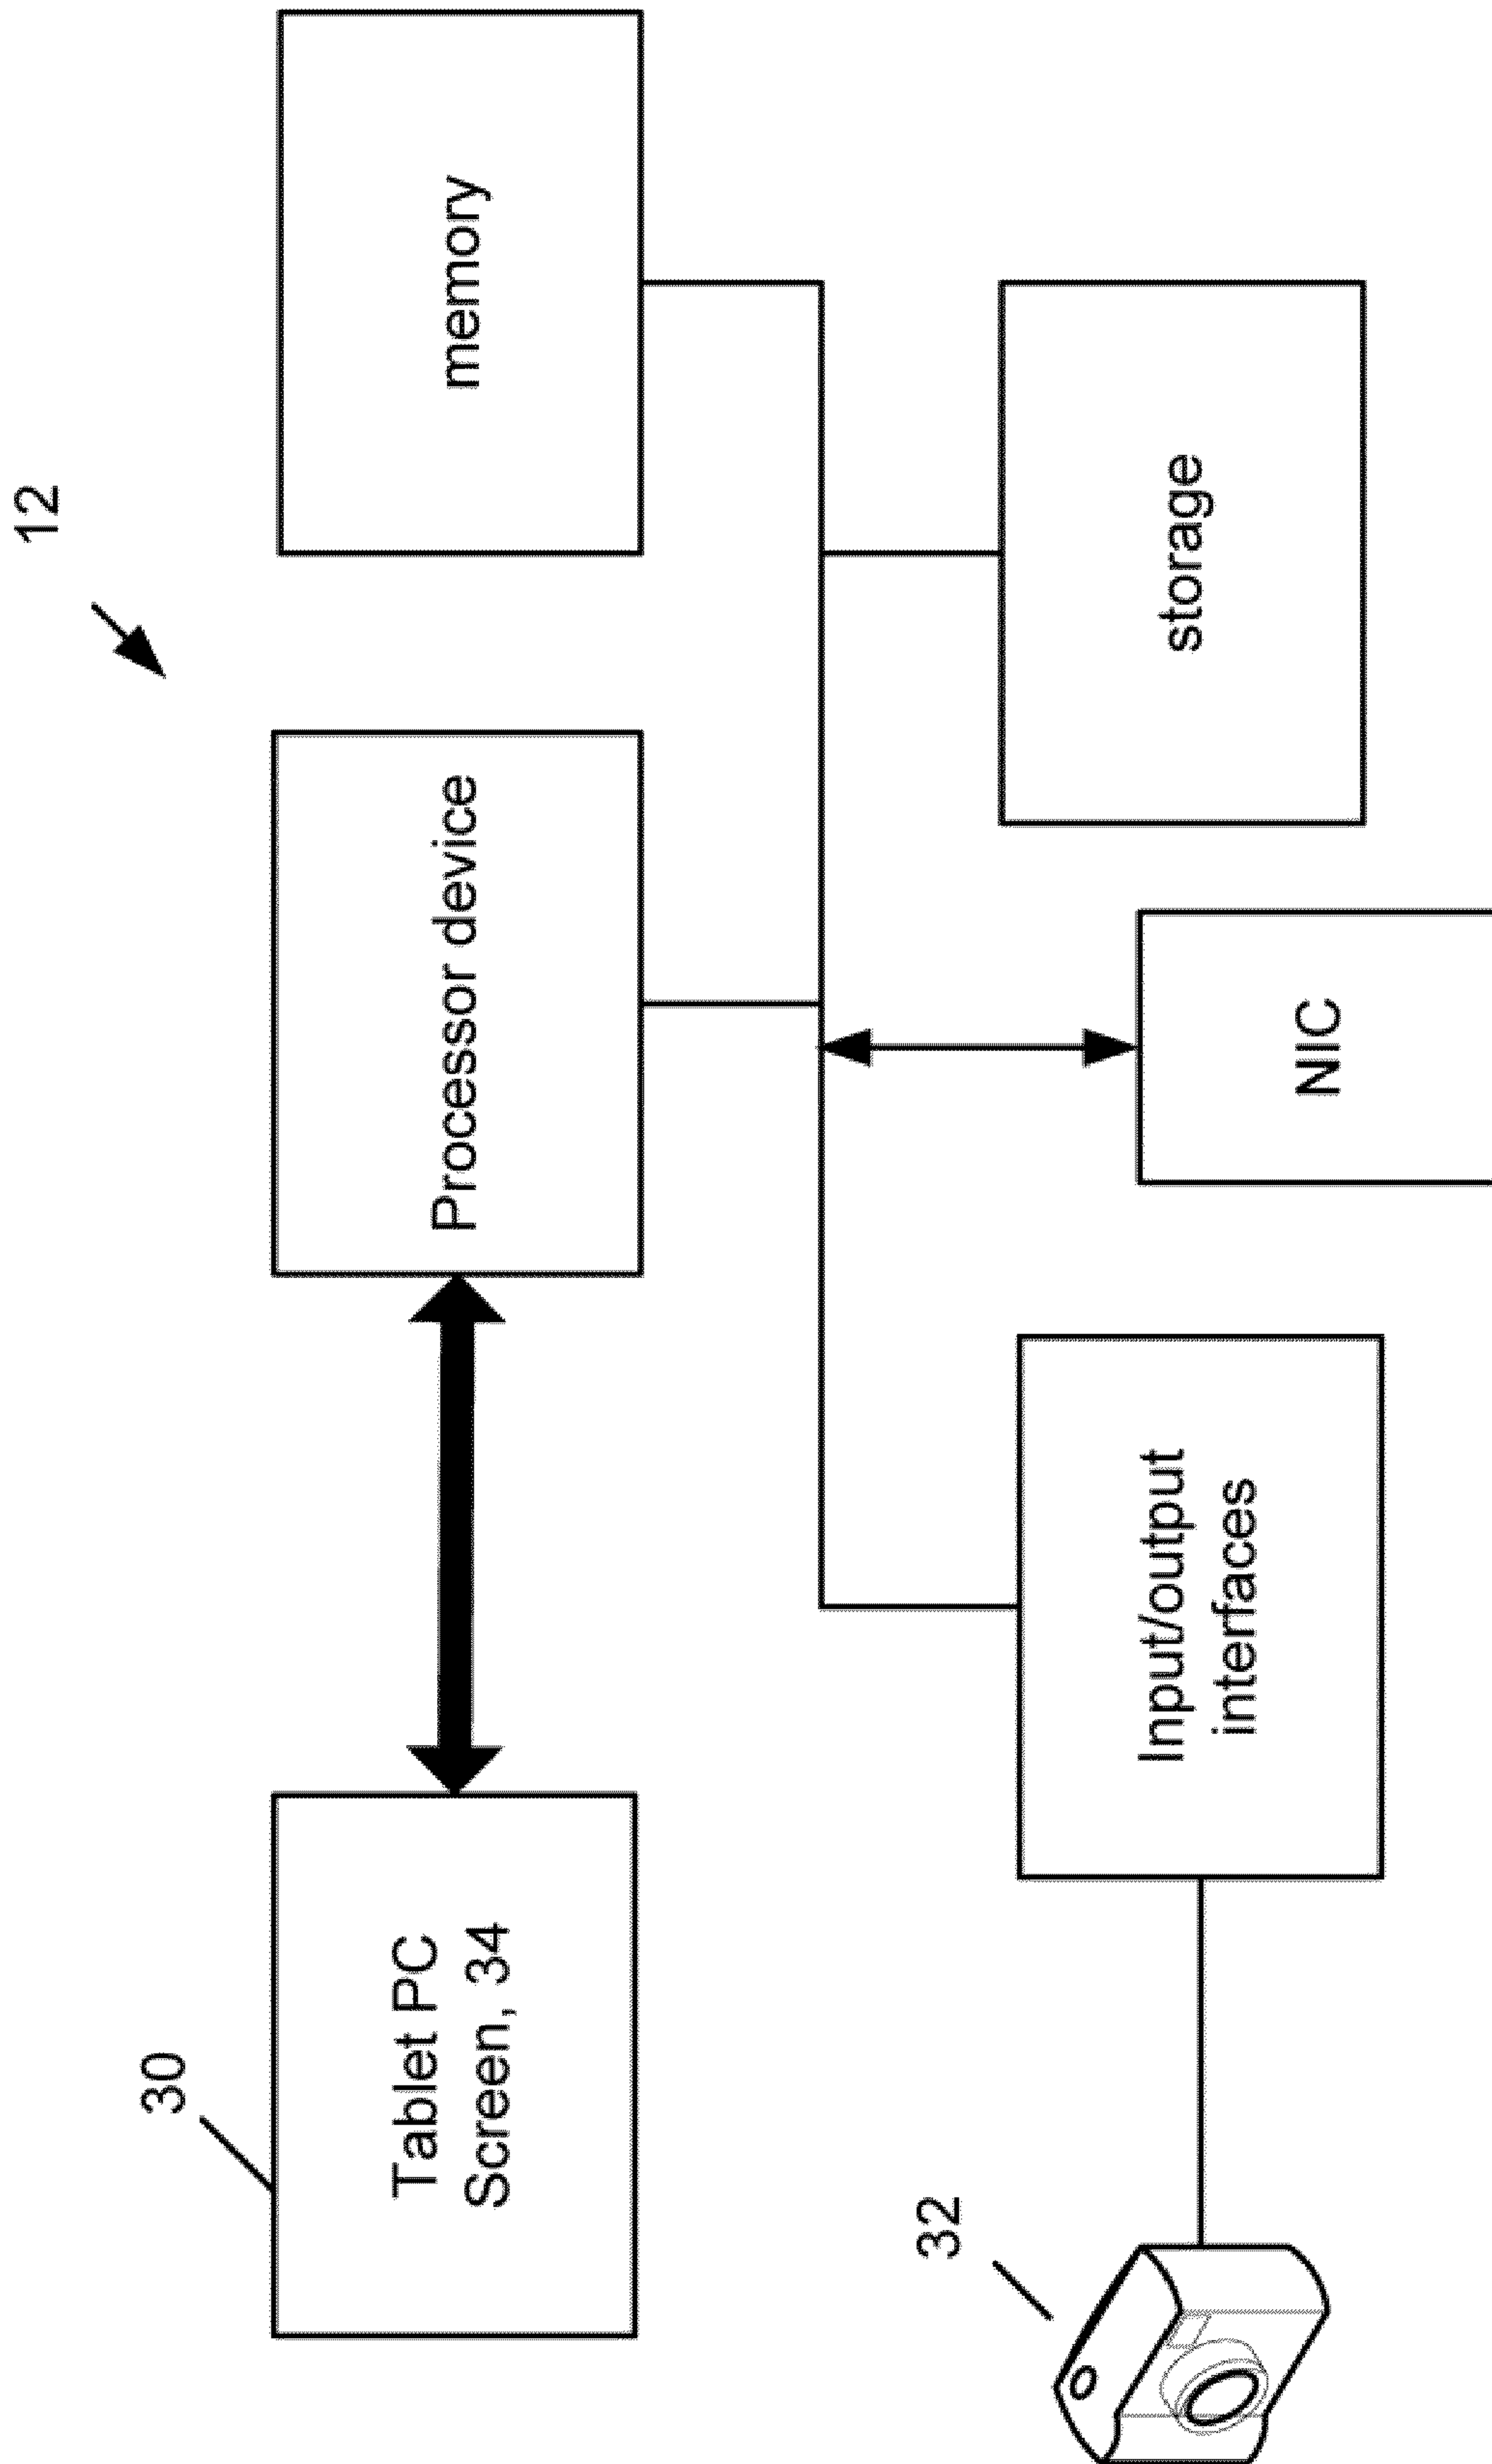 12
30
Tablet PC
Screen, 34
Processor device
memory
32
Input/output
interfaces
NIC
storage